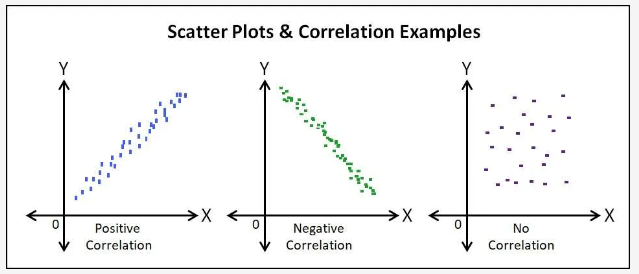 Scatter Plots & Correlation Examples
Y
X
0
Positive
Correlation
Y
X
0
Negative
Correlation
Y
X
0
No
Correlation